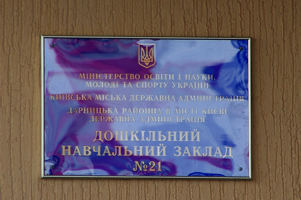 МІНІСТЕРСТВО ОСВІТИ І НАУКИ,
МОЛОДІ ТА СПОРТУ УКРАЇНИ
КИЇВСЬКА МІСЬКА ДЕРЖАВНА АДМІНІСТРАЦІЯ
ДАРНИЦЬКА РАЙОННА В МІСТІ КИЄВІ
ДЕРЖАВНА АДМІНІСТРАЦІЯ
ДОШКІЛЬНИЙ
НАВЧАЛЬНИЙ ЗАКЛАД
№21